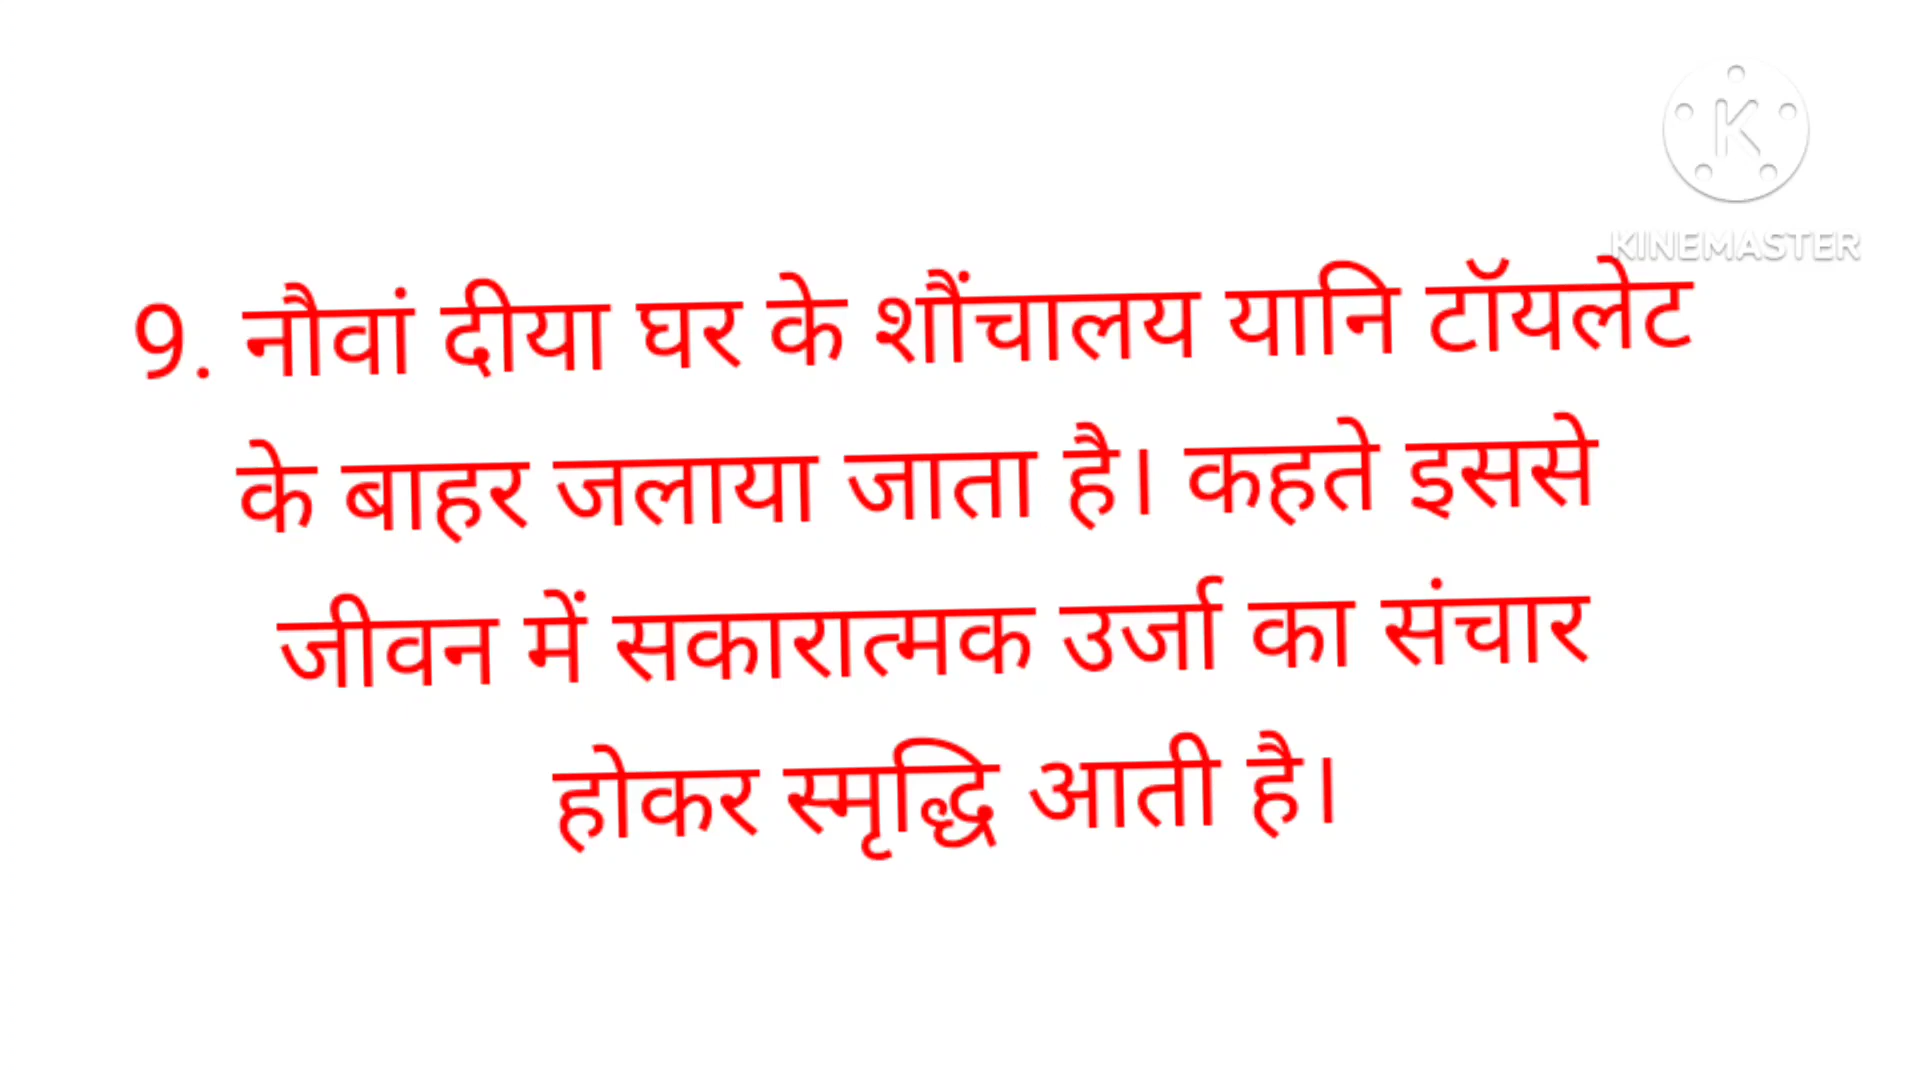 KINEMASTER
9. नौवां दीया घर के शौंचालय यानि टॉयलेट
के बाहर जलाया जाता है। कहते इससे
जीवन में सकारात्मक उर्जा का संचार
होकर स्मृद्धि आती है।